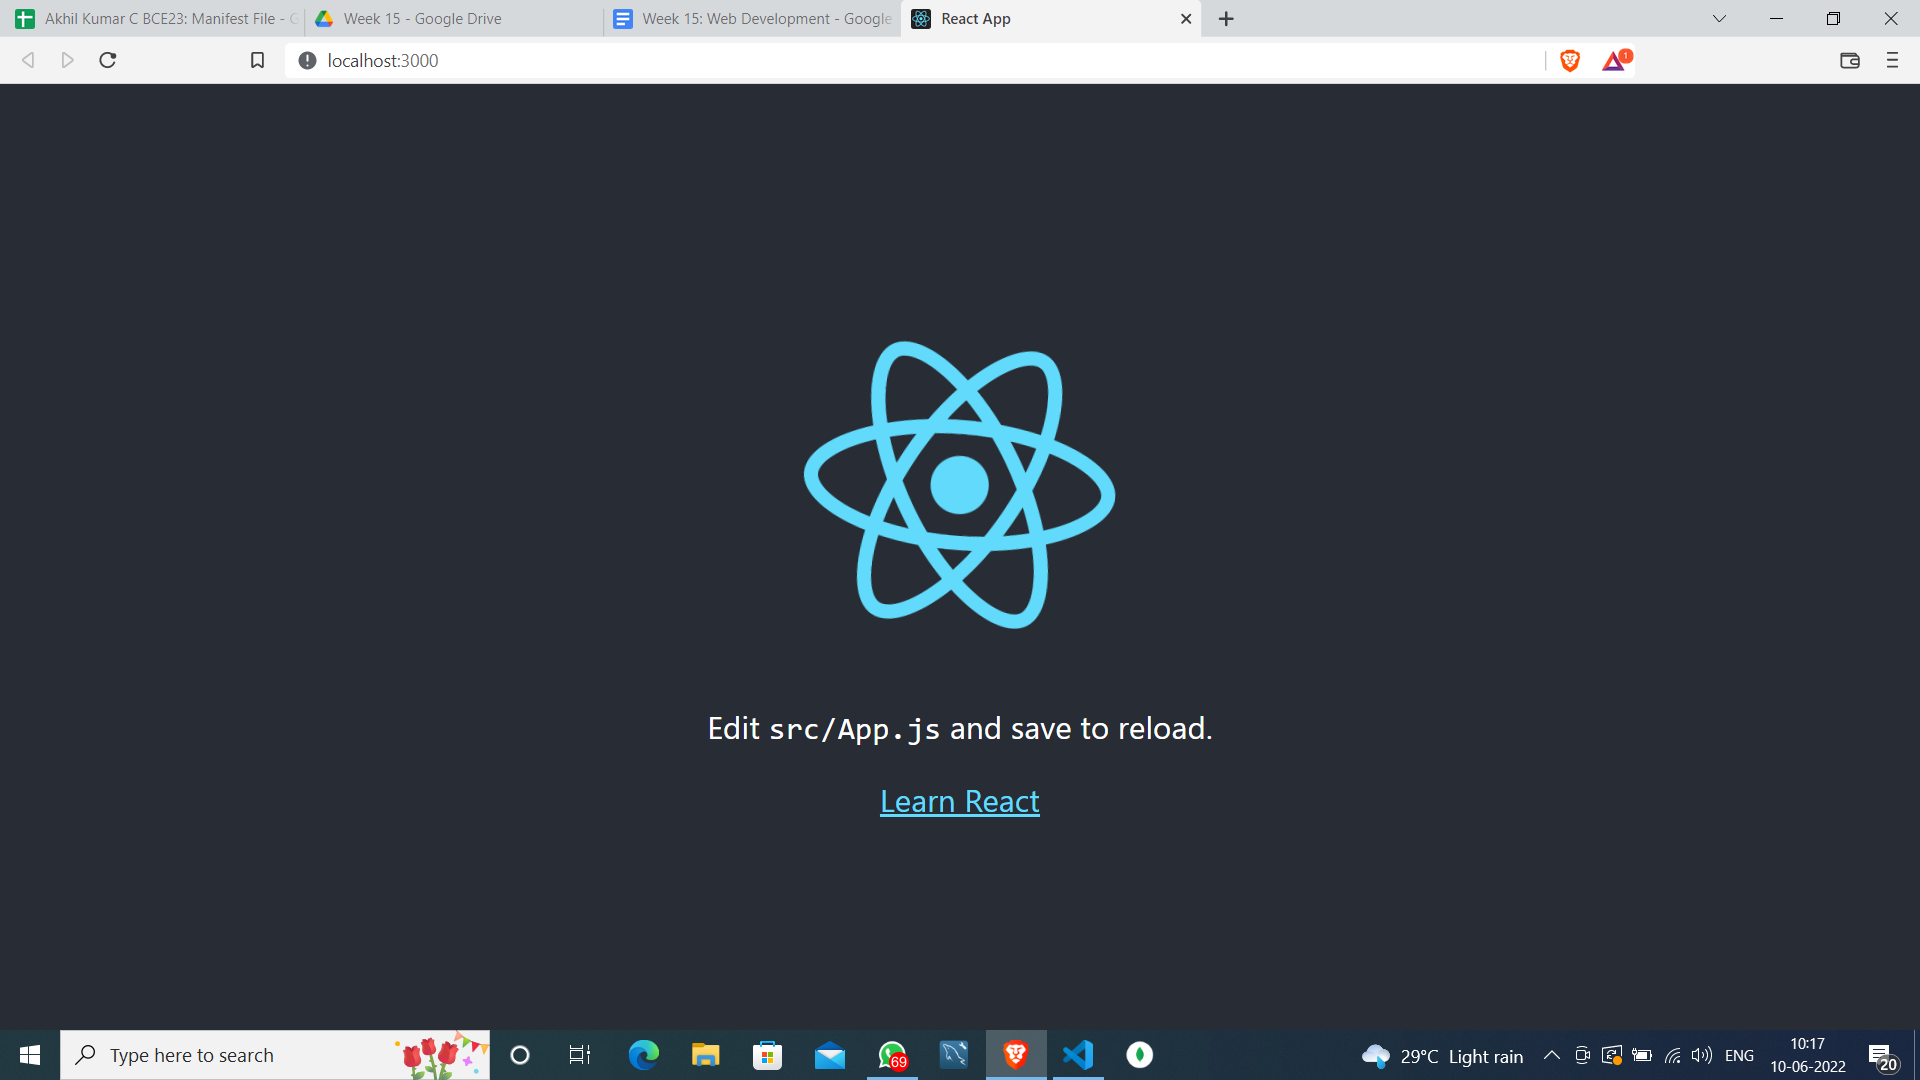 Akhil Kumar C BCE23: Manifest File - G
Week 15 - Google Drive
Week 15: Web Development - Google
React App
localhost:3000
1
Edit src/App.js and save to reload.
Learn React
Type here to search
69
29°C Light rain
ENG
10:17
10-06-2022
20